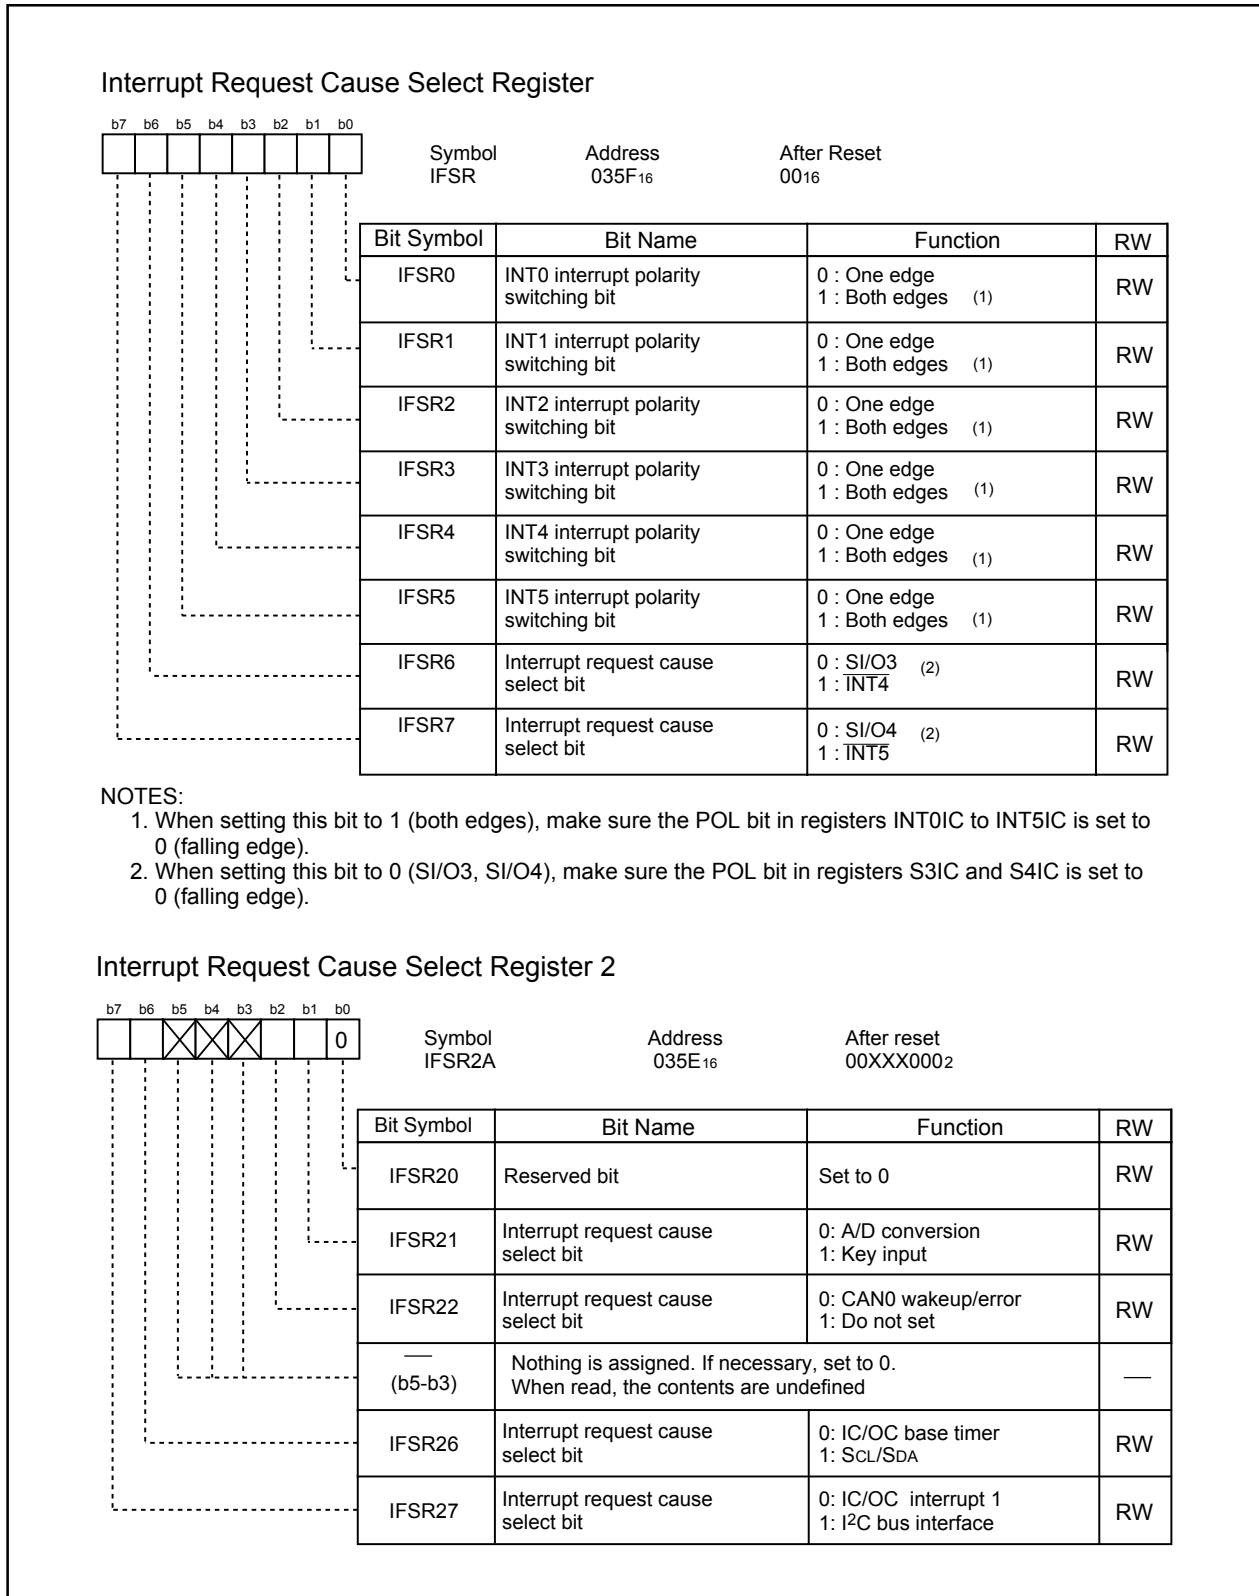 Interrupt Request Cause Select Register
b7 b6 b5 b4 b3 b2 b1 b0
Symbol Address After Reset
IFSR 035F16 0016
Bit Symbol Bit Name Function RW
IFSR0 INT0 interrupt polarity switching bit 0 : One edge 1 : Both edges (1) RW
IFSR1 INT1 interrupt polarity switching bit 0 : One edge 1 : Both edges (1) RW
IFSR2 INT2 interrupt polarity switching bit 0 : One edge 1 : Both edges (1) RW
IFSR3 INT3 interrupt polarity switching bit 0 : One edge 1 : Both edges (1) RW
IFSR4 INT4 interrupt polarity switching bit 0 : One edge 1 : Both edges (1) RW
IFSR5 INT5 interrupt polarity switching bit 0 : One edge 1 : Both edges (1) RW
IFSR6 Interrupt request cause select bit 0 : SI/O3 (2) 1 : INT4 RW
IFSR7 Interrupt request cause select bit 0 : SI/O4 (2) 1 : INT5 RW
NOTES:
1. When setting this bit to 1 (both edges), make sure the POL bit in registers INT0IC to INT5IC is set to
0 (falling edge).
2. When setting this bit to 0 (SI/O3, SI/O4), make sure the POL bit in registers S3IC and S4IC is set to
0 (falling edge).
Interrupt Request Cause Select Register 2
b7 b6 b5 b4 b3 b2 b1 b0
0
Symbol Address After reset
IFSR2A 035E16 00XXX0002
Bit Symbol Bit Name Function RW
IFSR20 Reserved bit Set to 0 RW
IFSR21 Interrupt request cause select bit 0: A/D conversion 1: Key input RW
IFSR22 Interrupt request cause select bit 0: CAN0 wakeup/error 1: Do not set RW
— (b5-b3) Nothing is assigned. If necessary, set to 0. When read, the contents are undefined —
IFSR26 Interrupt request cause select bit 0: IC/OC base timer 1: SCL/SDA RW
IFSR27 Interrupt request cause select bit 0: IC/OC interrupt 1 1: I2C bus interface RW